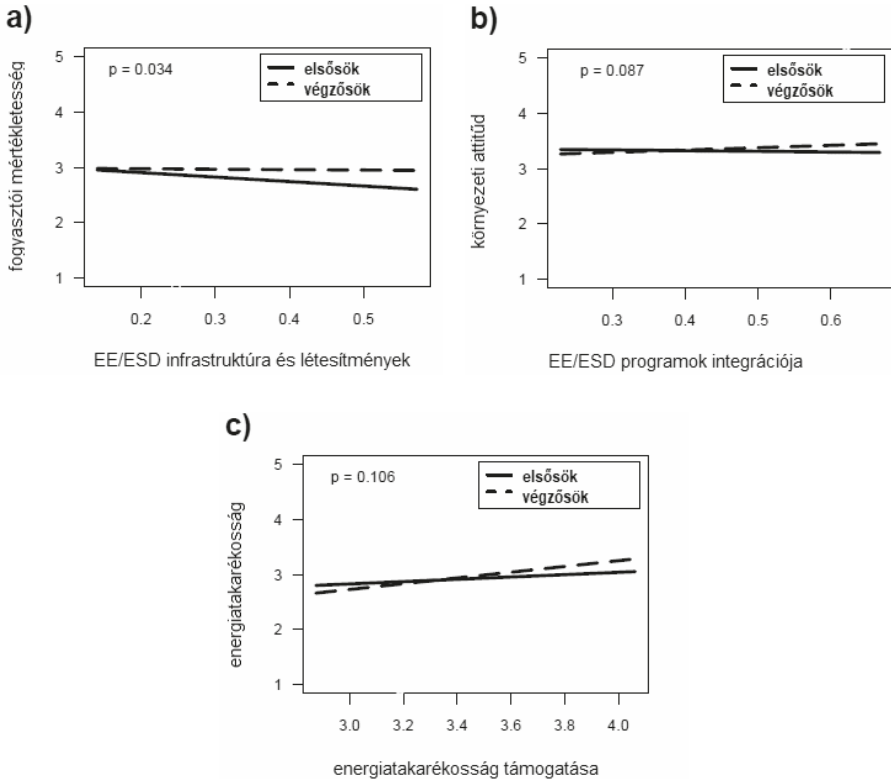 a)
fogyasztói mértékletesség
5
4
3
2
1
p = 0.034
elsősök
végzősök
0.2 0.3 0.4 0.5
EE/ESD infrastruktúra és létesítmények
b)
környezeti attitűd
5
4
3
2
1
p = 0.087
elsősök
végzősök
0.3 0.4 0.5 0.6
EE/ESD programok integrációja
c)
energiatakarékosság
5
4
3
2
1
p = 0.106
elsősök
végzősök
3.0 3.2 3.4 3.6 3.8 4.0
energiatakarékosság támogatása